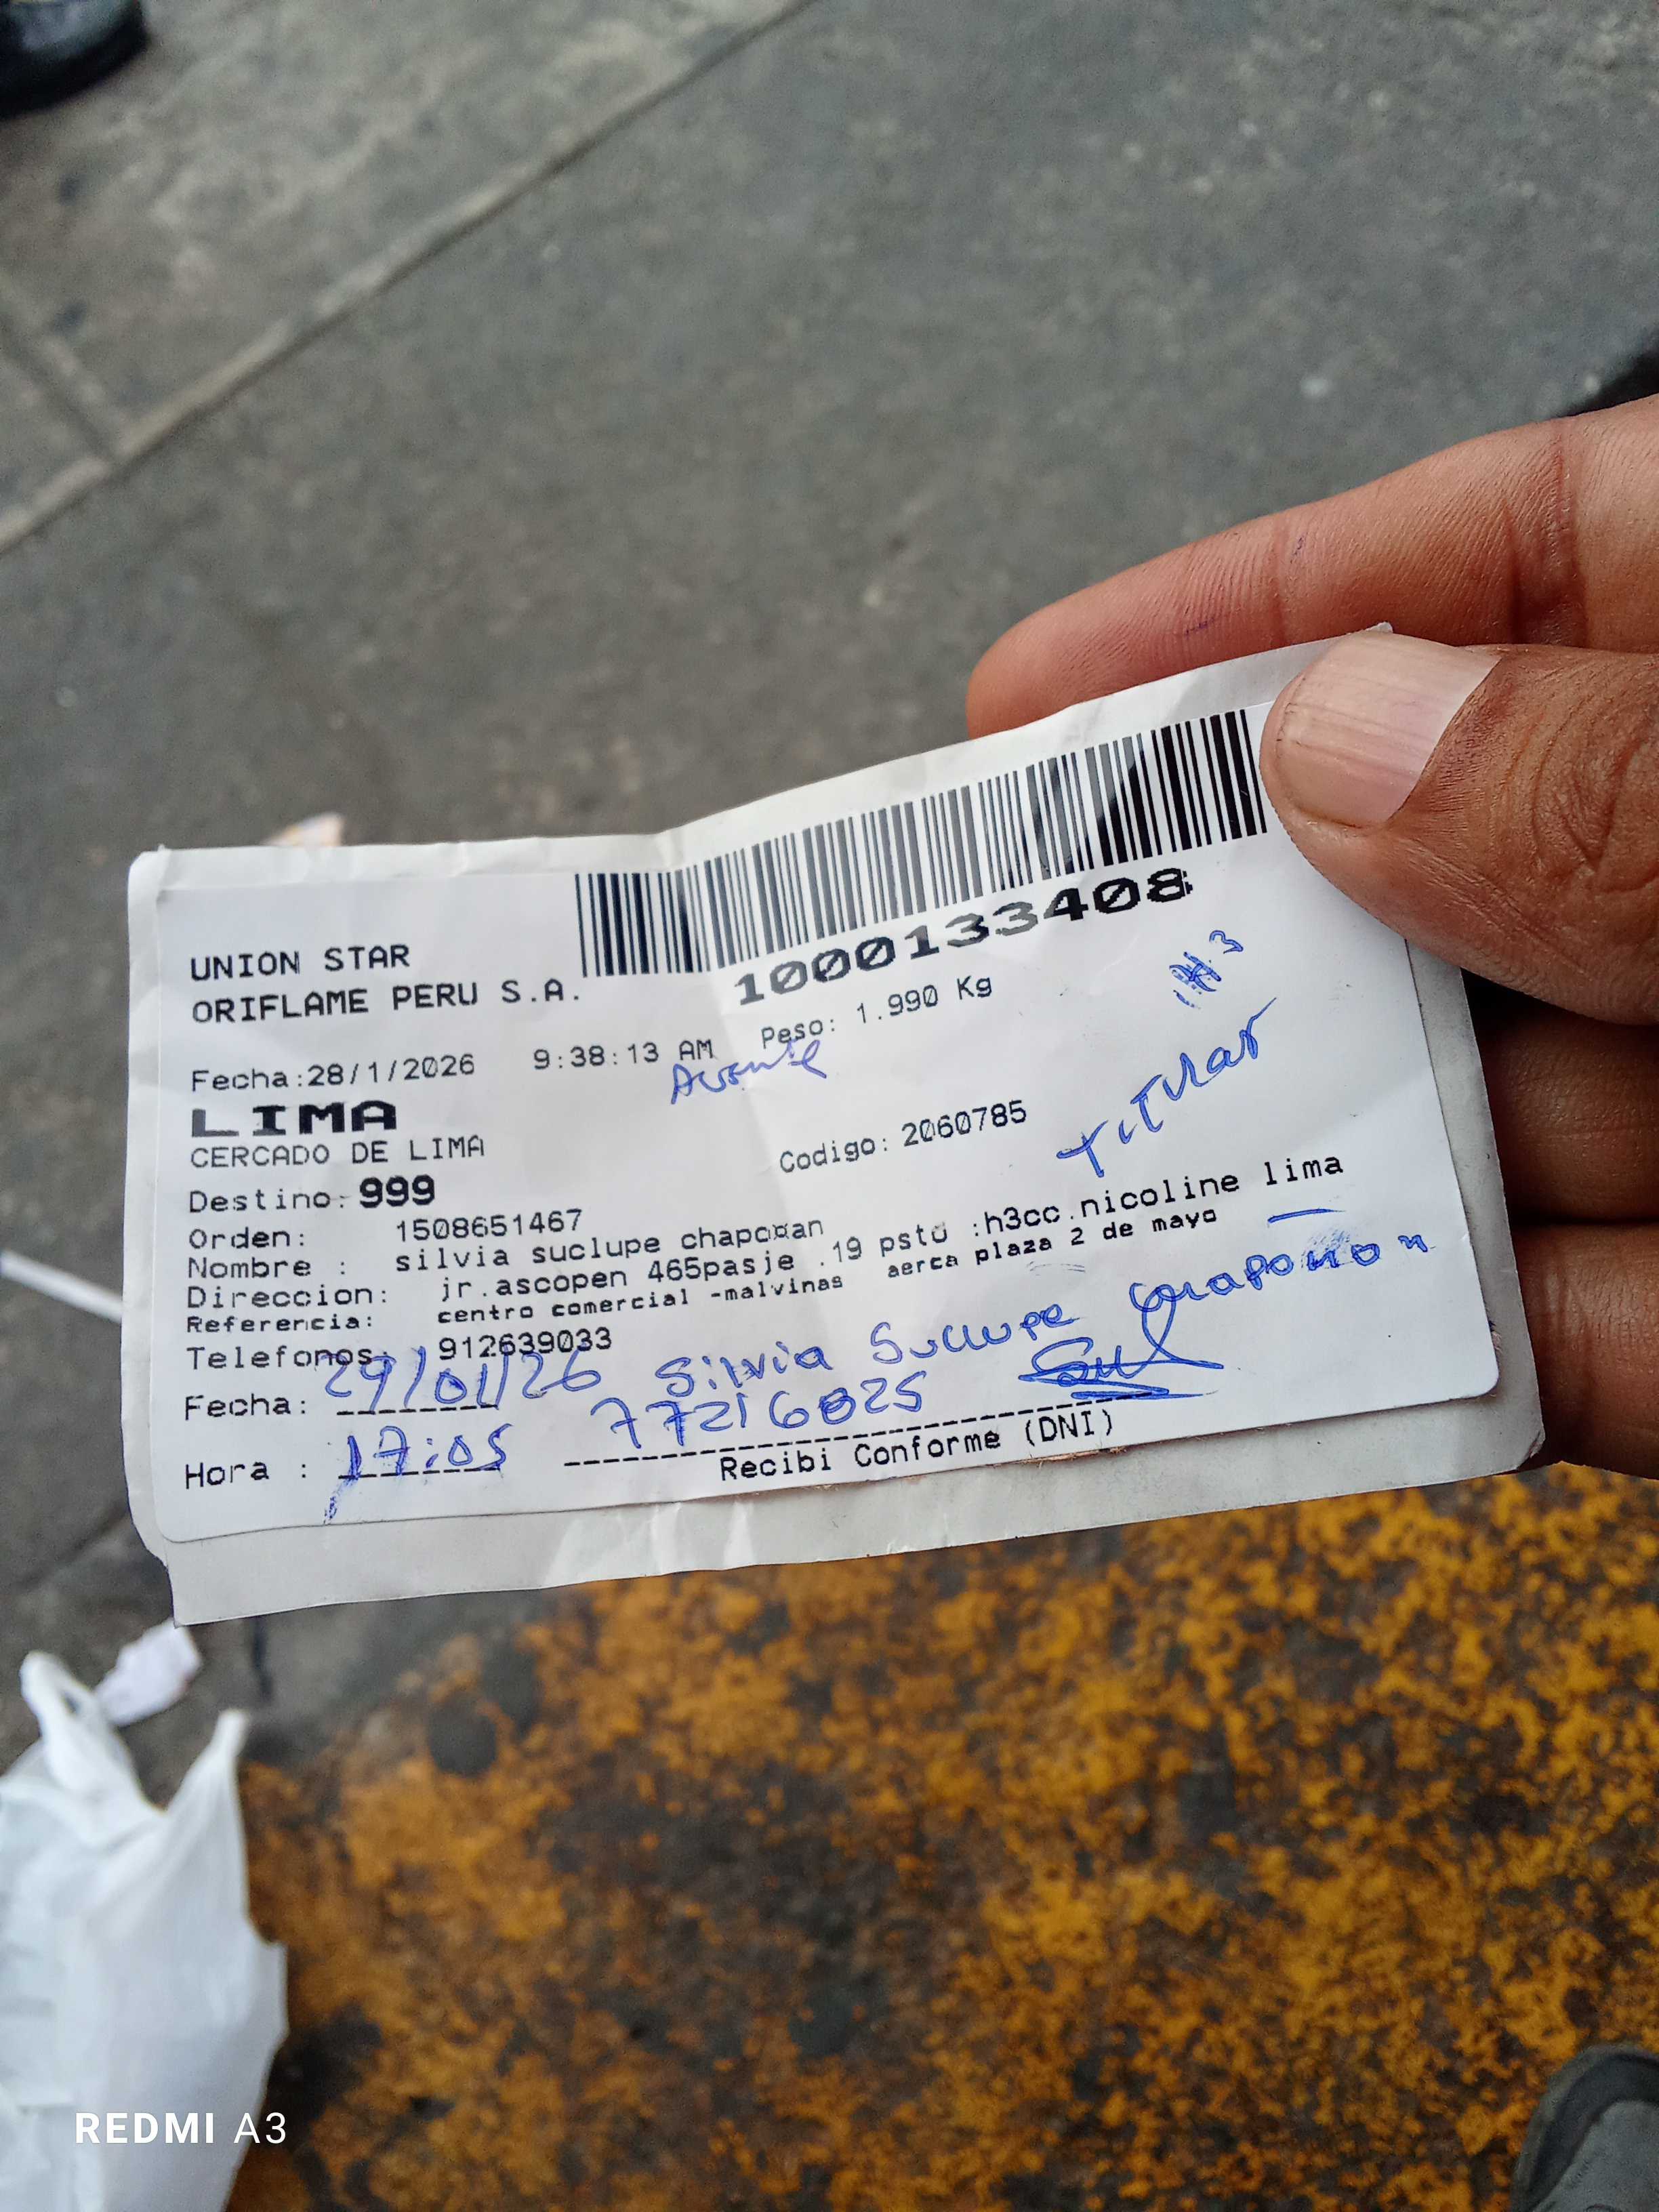 1000133408
UNION STAR
ORIFLAME PERU S.A.
Peso: 1.990 Kg
Fecha:28/1/2026 9:38:13 AM
LIMA
CERCADO DE LIMA
Codigo: 2060785
Titular
Destino: 999
Orden: 1508651467
Nombre : silvia suclupe chapoñan
Direccion: jr.ascopen 465pasje .19 psto :h3cc.nicoline lima
Referencia: centro comercial -malvinas aerca plaza 2 de mayo
Telefonos: 912639033
Fecha: 29/01/26 Silvia Suclupe Chapoñan
Hora : 17:05 77216825
Recibi Conforme (DNI)
REDMI A3